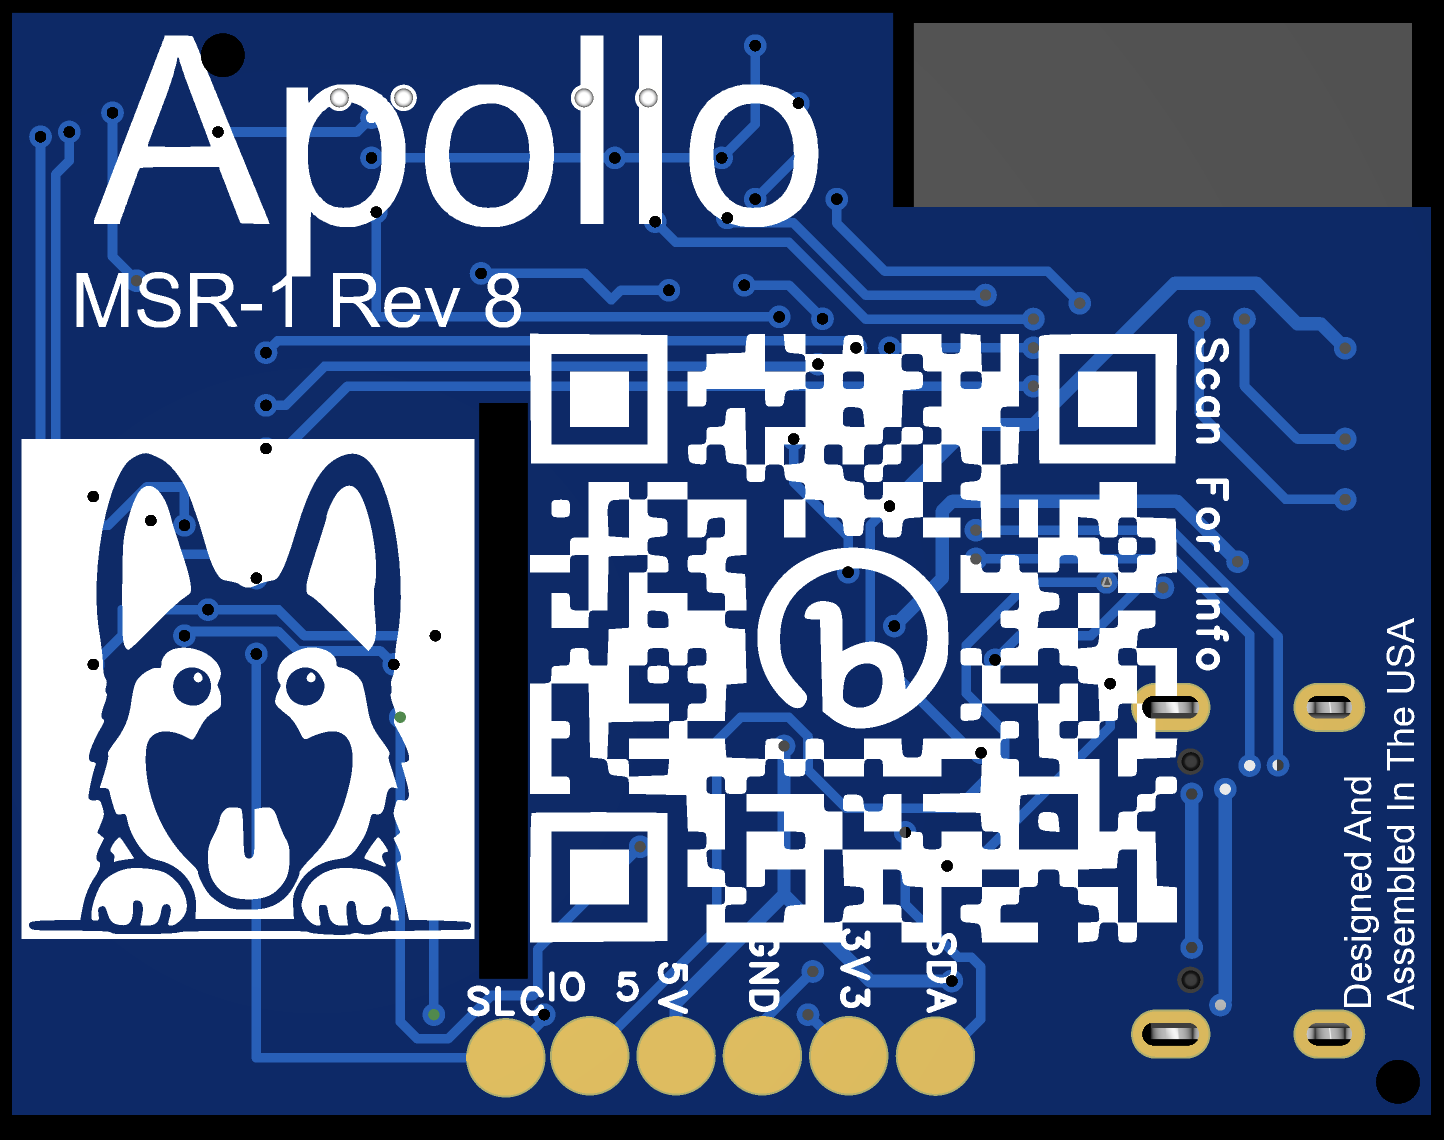 Apollo
MSR-1 Rev 8
Scan For Info
Designed And
Assembled In The USA
SLC
IO
5
5V
GND
3V3
SDA